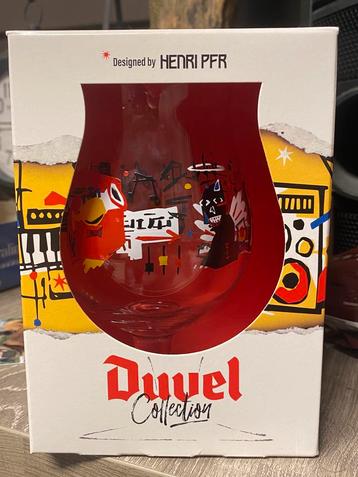 Designed by HENRI PFR
Duvel
Collection